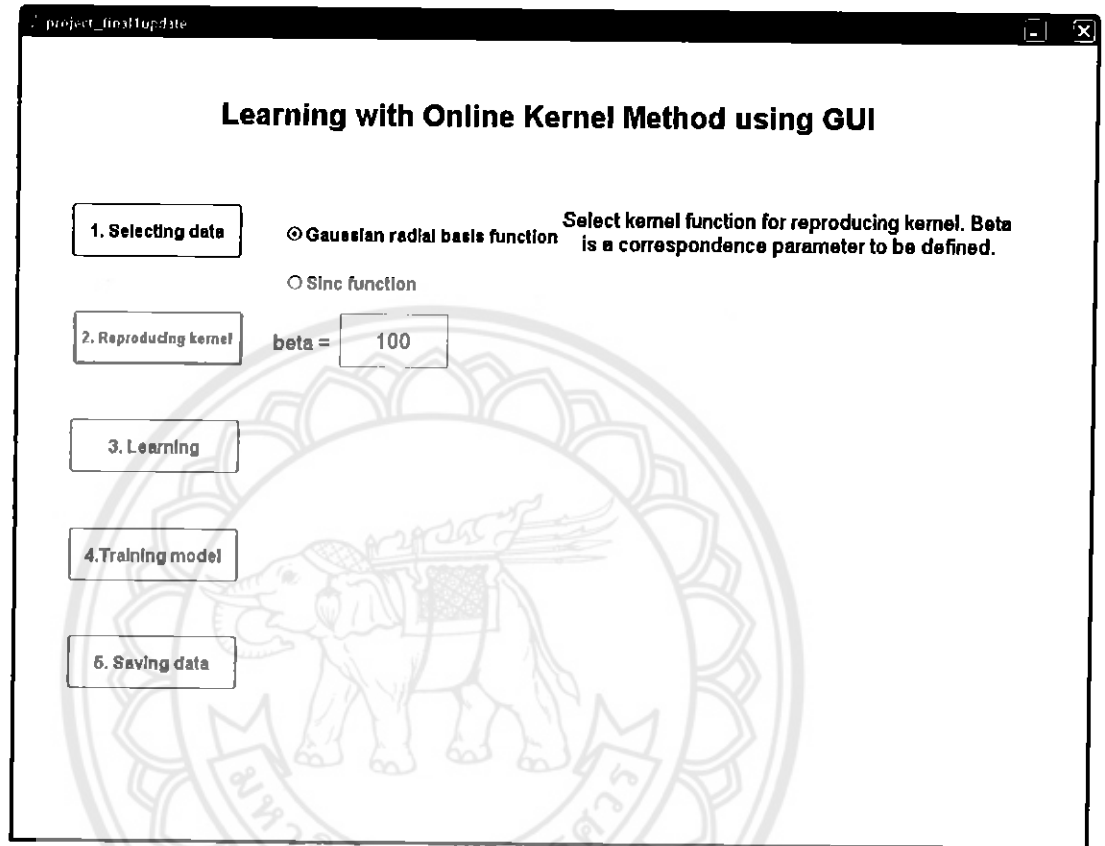 project_final1update
Learning with Online Kernel Method using GUI
1. Selecting data
Gaussian radial basis function
Select kernel function for reproducing kernel. Beta
is a correspondence parameter to be defined.
Sinc function
2. Reproducing kernel
beta =
100
3. Learning
4.Training model
5. Saving data